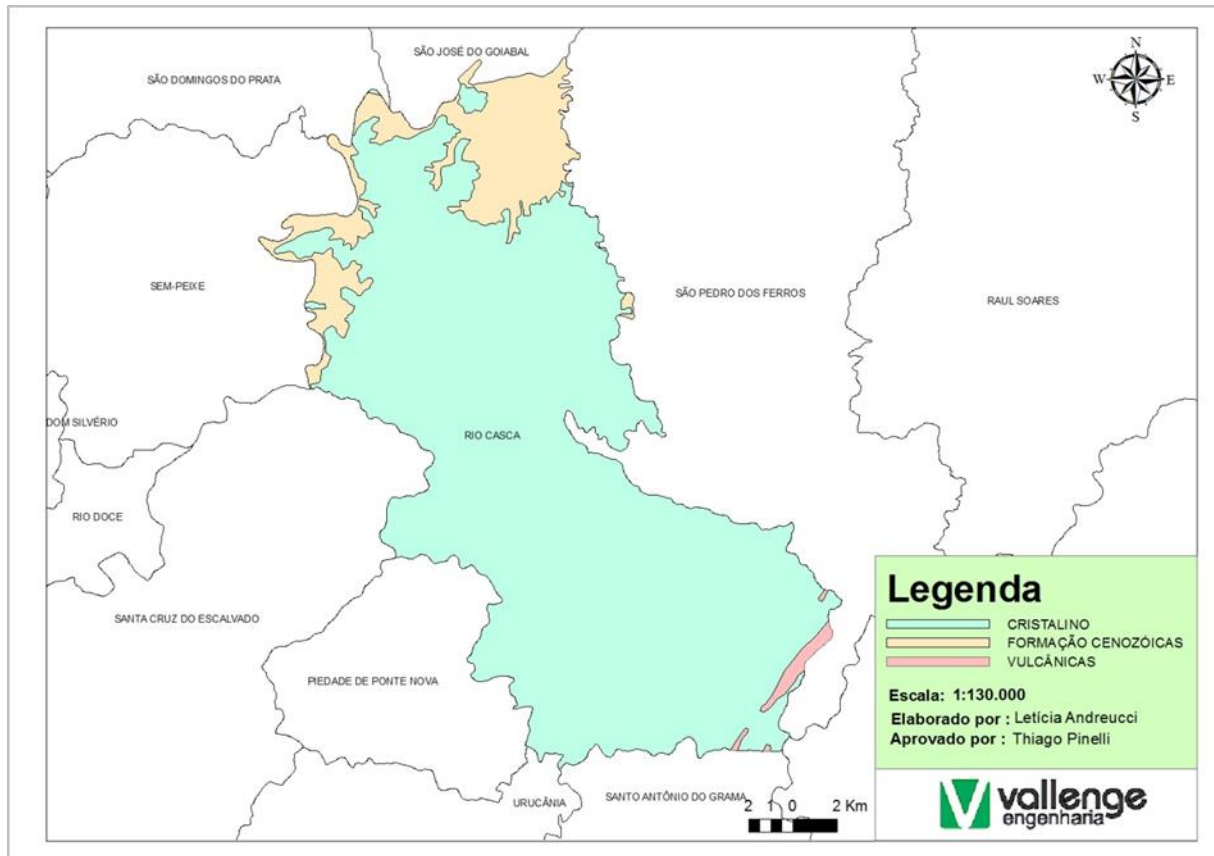 SÃO JOSÉ DO GOIABAL
SÃO DOMINGOS DO PRATA
N
W E
S
SEM-PEIXE
SÃO PEDRO DOS FERROS
RAUL SOARES
DOM SILVÉRIO
RIO CASCA
RIO DOCE
SANTA CRUZ DO ESCALVADO
PIEDADE DE PONTE NOVA
URUCÂNIA
SANTO ANTÔNIO DO GRAMA
2 1 0 2 Km
Legenda
CRISTALINO
FORMAÇÃO CENOZÓICAS
VULCÂNICAS
Escala: 1:130.000
Elaborado por : Letícia Andreucci
Aprovado por : Thiago Pinelli
vallenge
engenharia